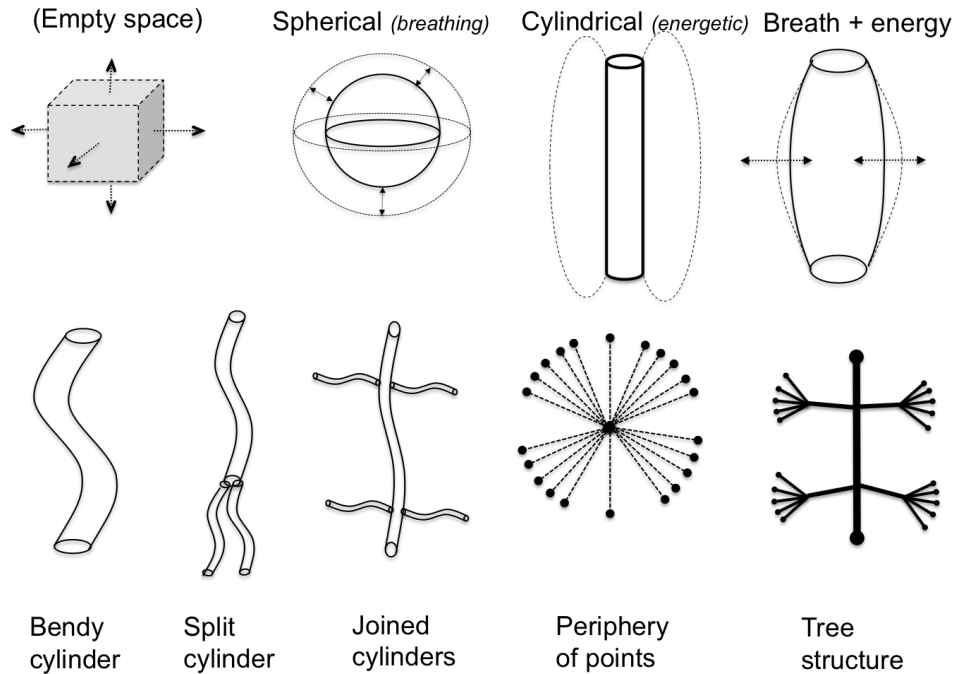 (Empty space)
Spherical (breathing)
Cylindrical (energetic)
Breath + energy
Bendy
cylinder
Split
cylinder
Joined
cylinders
Periphery
of points
Tree
structure